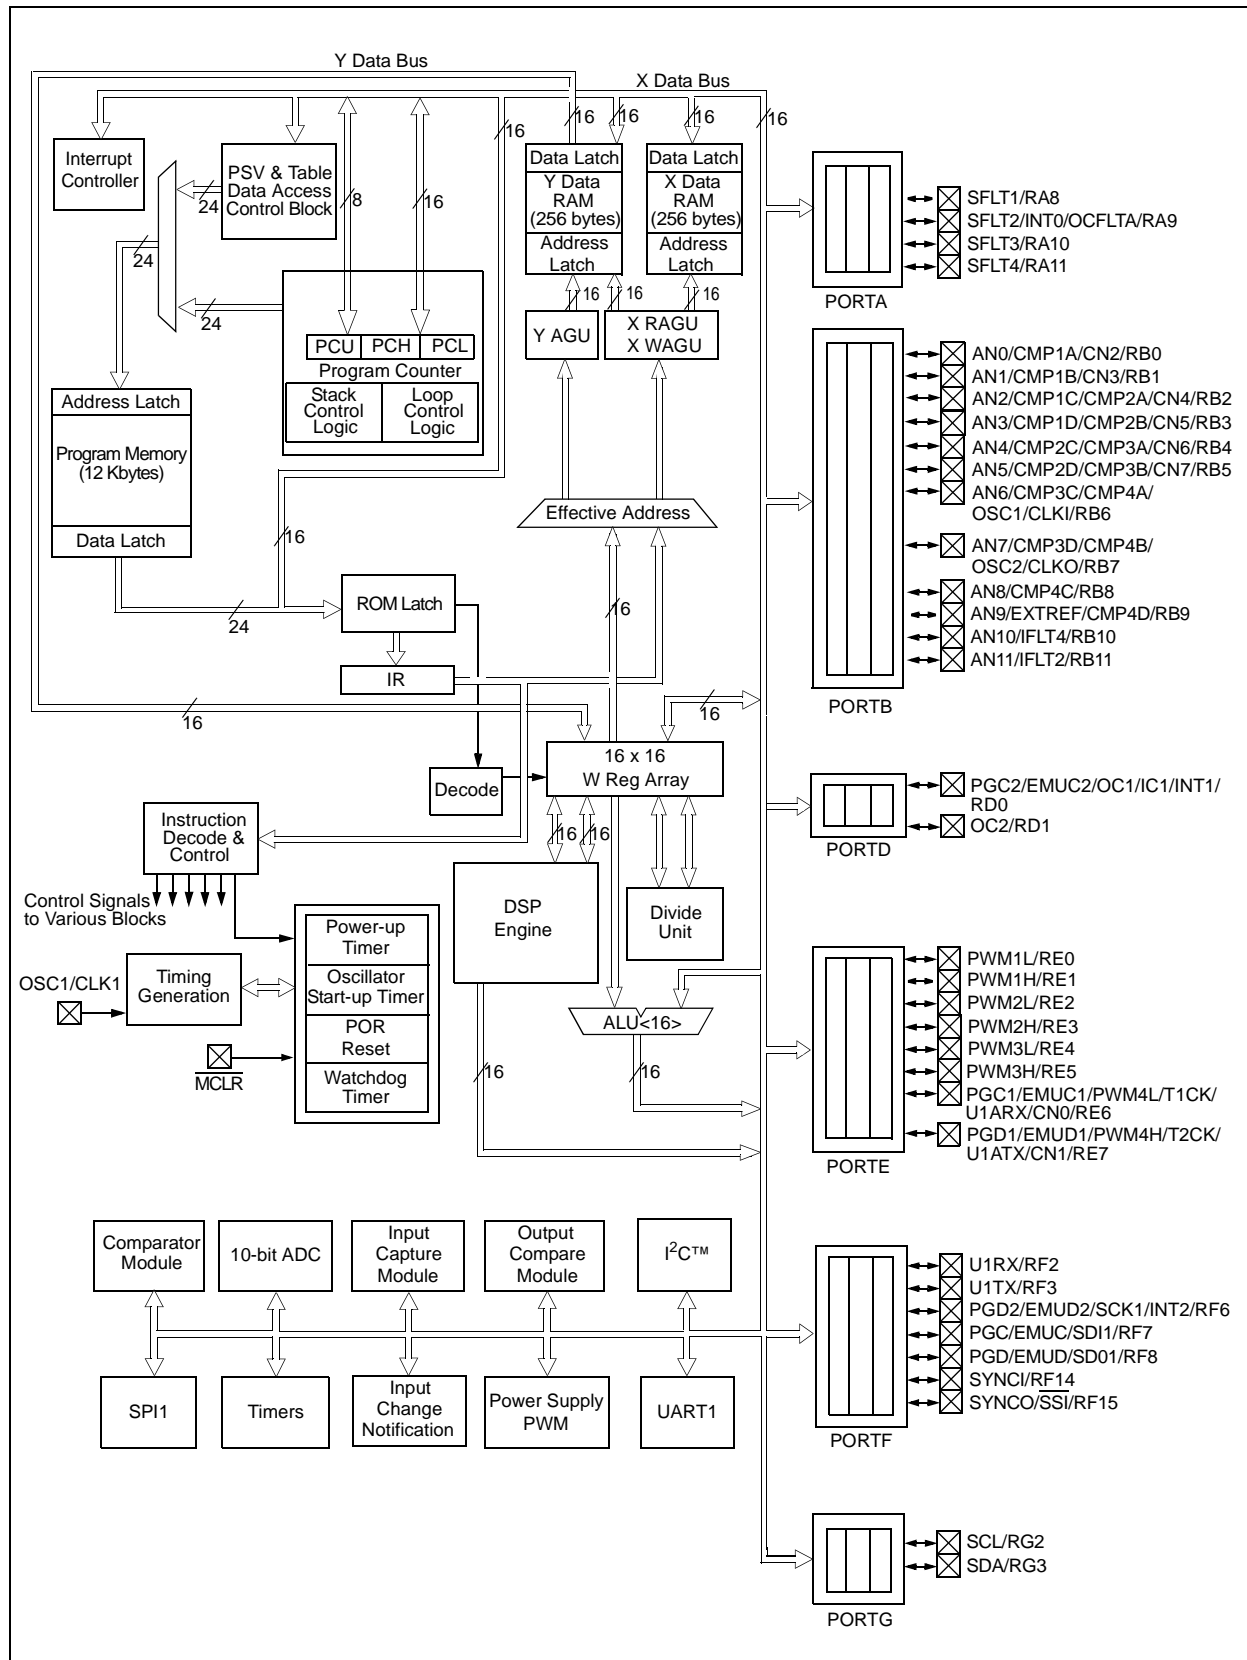 Y Data Bus
X Data Bus
16
16
16
16
16
Interrupt
Controller
PSV & Table
Data Access
Control Block
24
24
24
8
16
Data Latch
Y Data
RAM
(256 bytes)
Address
Latch
Data Latch
X Data
RAM
(256 bytes)
Address
Latch
16
16
16
Y AGU
X RAGU
X WAGU
PCU
PCH
PCL
Program Counter
Stack
Control
Logic
Loop
Control
Logic
Address Latch
Program Memory
(12 Kbytes)
Data Latch
Effective Address
16
24
ROM Latch
16
IR
16
16
16 x 16
W Reg Array
Decode
Instruction
Decode &
Control
Control Signals
to Various Blocks
16
16
DSP
Engine
Divide
Unit
Power-up
Timer
Oscillator
Start-up Timer
POR
Reset
Watchdog
Timer
OSC1/CLK1
Timing
Generation
MCLR
ALU<16>
16
16
Comparator
Module
10-bit ADC
Input
Capture
Module
Output
Compare
Module
I2C™
SPI1
Timers
Input
Change
Notification
Power Supply
PWM
UART1
SFLT1/RA8
SFLT2/INT0/OCFLTA/RA9
SFLT3/RA10
SFLT4/RA11
PORTA
AN0/CMP1A/CN2/RB0
AN1/CMP1B/CN3/RB1
AN2/CMP1C/CMP2A/CN4/RB2
AN3/CMP1D/CMP2B/CN5/RB3
AN4/CMP2C/CMP3A/CN6/RB4
AN5/CMP2D/CMP3B/CN7/RB5
AN6/CMP3C/CMP4A/
OSC1/CLKI/RB6
AN7/CMP3D/CMP4B/
OSC2/CLKO/RB7
AN8/CMP4C/RB8
AN9/EXTREF/CMP4D/RB9
AN10/IFLT4/RB10
AN11/IFLT2/RB11
PORTB
PGC2/EMUC2/OC1/IC1/INT1/
RD0
OC2/RD1
PORTD
PWM1L/RE0
PWM1H/RE1
PWM2L/RE2
PWM2H/RE3
PWM3L/RE4
PWM3H/RE5
PGC1/EMUC1/PWM4L/T1CK/
U1ARX/CN0/RE6
PGD1/EMUD1/PWM4H/T2CK/
U1ATX/CN1/RE7
PORTE
U1RX/RF2
U1TX/RF3
PGD2/EMUD2/SCK1/INT2/RF6
PGC/EMUC/SDI1/RF7
PGD/EMUD/SD01/RF8
SYNCI/RF14
SYNCO/SSI/RF15
PORTF
SCL/RG2
SDA/RG3
PORTG